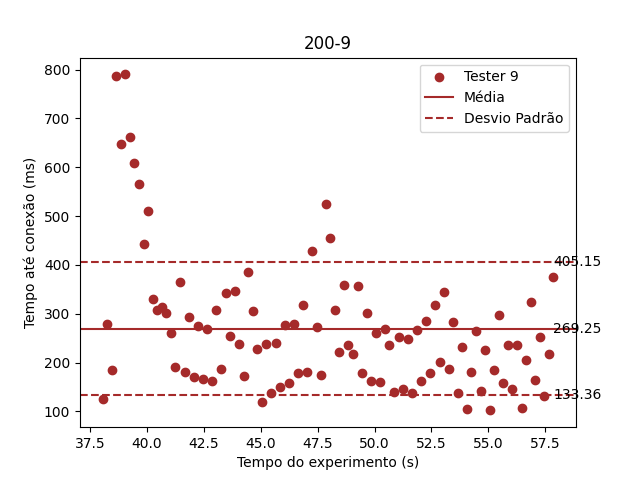 200-9
Tester 9
Média
Desvio Padrão
Tempo até conexão (ms)
800
700
600
500
400
300
200
100
405.15
269.25
133.36
37.5 40.0 42.5 45.0 47.5 50.0 52.5 55.0 57.5
Tempo do experimento (s)